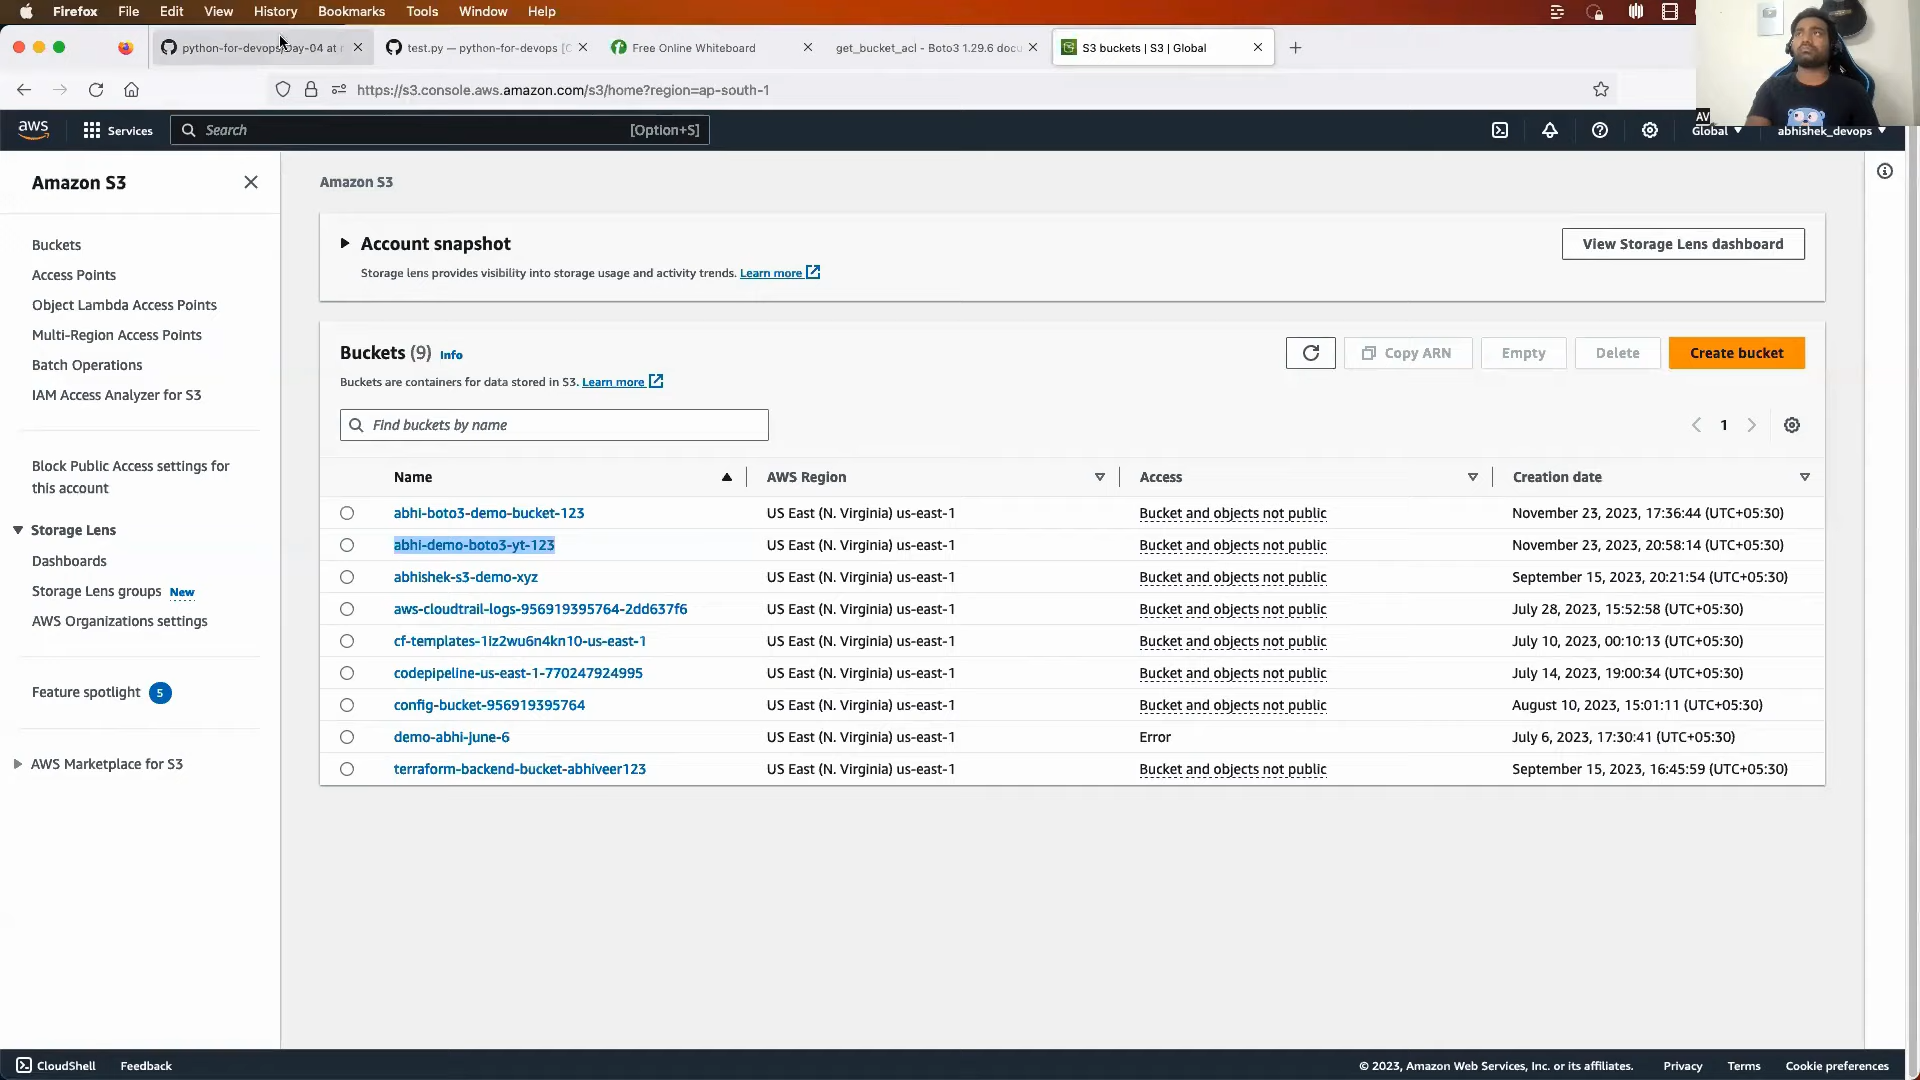 Firefox File Edit View History Bookmarks Tools Window Help
python-for-devops/Day-04 at
test.py — python-for-devops [C
Free Online Whiteboard
get_bucket_acl - Boto3 1.29.6 docu
S3 buckets | S3 | Global
https://s3.console.aws.amazon.com/s3/home?region=ap-south-1
aws Services Search [Option+S] Global abhishek_devops
AV
Amazon S3
Buckets
Access Points
Object Lambda Access Points
Multi-Region Access Points
Batch Operations
IAM Access Analyzer for S3
Block Public Access settings for
this account
Storage Lens
Dashboards
Storage Lens groups New
AWS Organizations settings
Feature spotlight 5
AWS Marketplace for S3
Amazon S3
Account snapshot
View Storage Lens dashboard
Storage lens provides visibility into storage usage and activity trends. Learn more
Buckets (9) Info
Copy ARN Empty Delete Create bucket
Buckets are containers for data stored in S3. Learn more
Find buckets by name
1
Name AWS Region Access Creation date
abhi-boto3-demo-bucket-123 US East (N. Virginia) us-east-1 Bucket and objects not public November 23, 2023, 17:36:44 (UTC+05:30)
abhi-demo-boto3-yt-123 US East (N. Virginia) us-east-1 Bucket and objects not public November 23, 2023, 20:58:14 (UTC+05:30)
abhishek-s3-demo-xyz US East (N. Virginia) us-east-1 Bucket and objects not public September 15, 2023, 20:21:54 (UTC+05:30)
aws-cloudtrail-logs-956919395764-2dd637f6 US East (N. Virginia) us-east-1 Bucket and objects not public July 28, 2023, 15:52:58 (UTC+05:30)
cf-templates-1iz2wu6n4kn10-us-east-1 US East (N. Virginia) us-east-1 Bucket and objects not public July 10, 2023, 00:10:13 (UTC+05:30)
codepipeline-us-east-1-770247924995 US East (N. Virginia) us-east-1 Bucket and objects not public July 14, 2023, 19:00:34 (UTC+05:30)
config-bucket-956919395764 US East (N. Virginia) us-east-1 Bucket and objects not public August 10, 2023, 15:01:11 (UTC+05:30)
demo-abhi-june-6 US East (N. Virginia) us-east-1 Error July 6, 2023, 17:30:41 (UTC+05:30)
terraform-backend-bucket-abhiveer123 US East (N. Virginia) us-east-1 Bucket and objects not public September 15, 2023, 16:45:59 (UTC+05:30)
CloudShell Feedback © 2023, Amazon Web Services, Inc. or its affiliates. Privacy Terms Cookie preferences